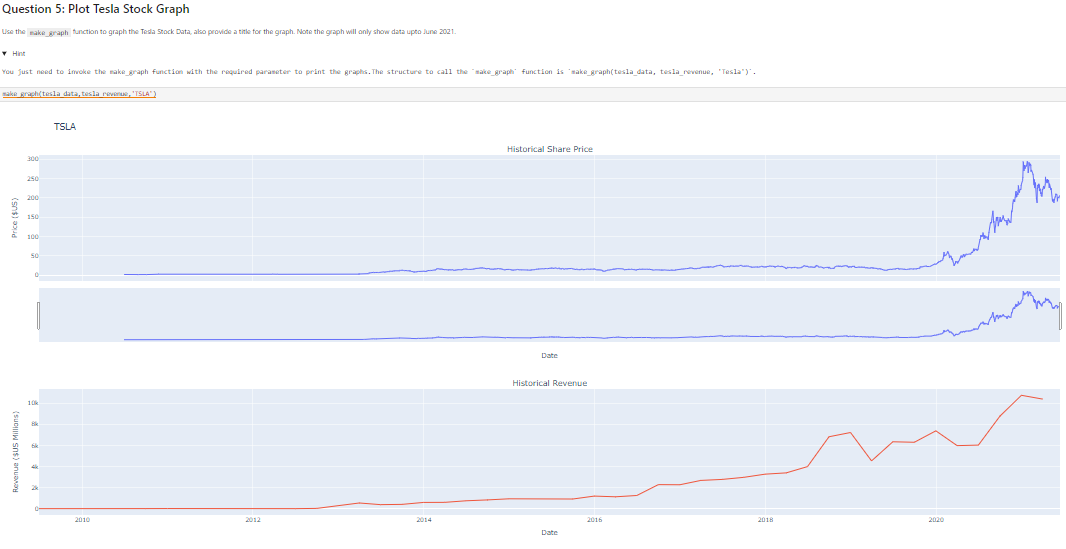 Question 5: Plot Tesla Stock Graph
Use the make_graph function to graph the Tesla Stock Data, also provide a title for the graph. Note the graph will only show data upto June 2021.
▼ Hint
You just need to invoke the make_graph function with the required parameter to print the graphs.The structure to call the `make_graph` function is `make_graph(tesla_data, tesla_revenue, 'Tesla')`.
make_graph(tesla_data,tesla_revenue,'TSLA')
TSLA
Historical Share Price
300
250
200
150
100
50
0
Price ($US)
Date
Historical Revenue
10k
8k
6k
4k
2k
0
Revenue ($US Millions)
2010 2012 2014 2016 2018 2020
Date